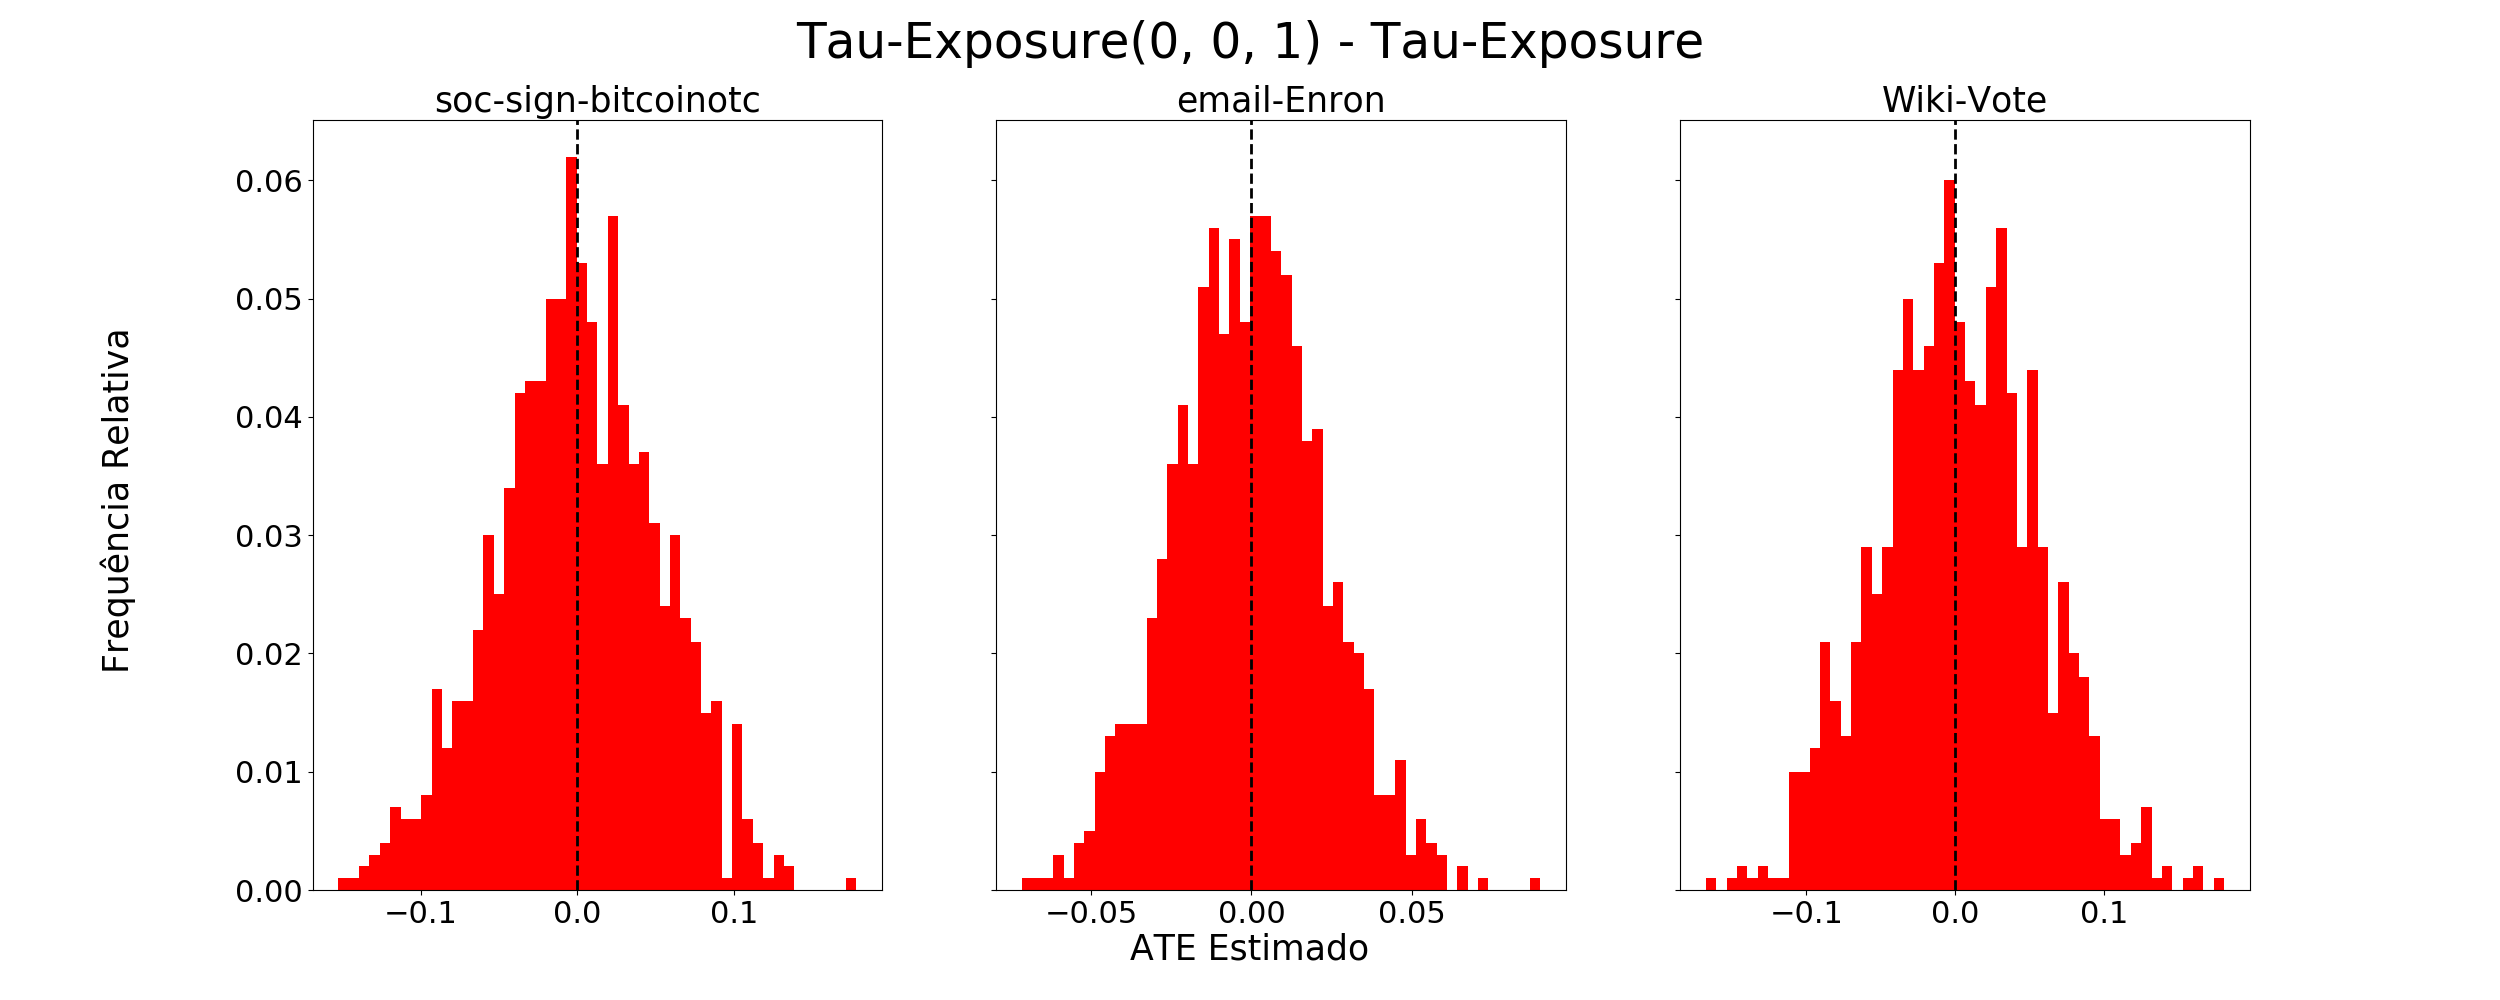 Tau-Exposure(0, 0, 1) - Tau-Exposure
soc-sign-bitcoinotc
email-Enron
Wiki-Vote
Frequência Relativa
0.06
0.05
0.04
0.03
0.02
0.01
0.00
−0.1 0.0 0.1
−0.05 0.00 0.05
−0.1 0.0 0.1
ATE Estimado